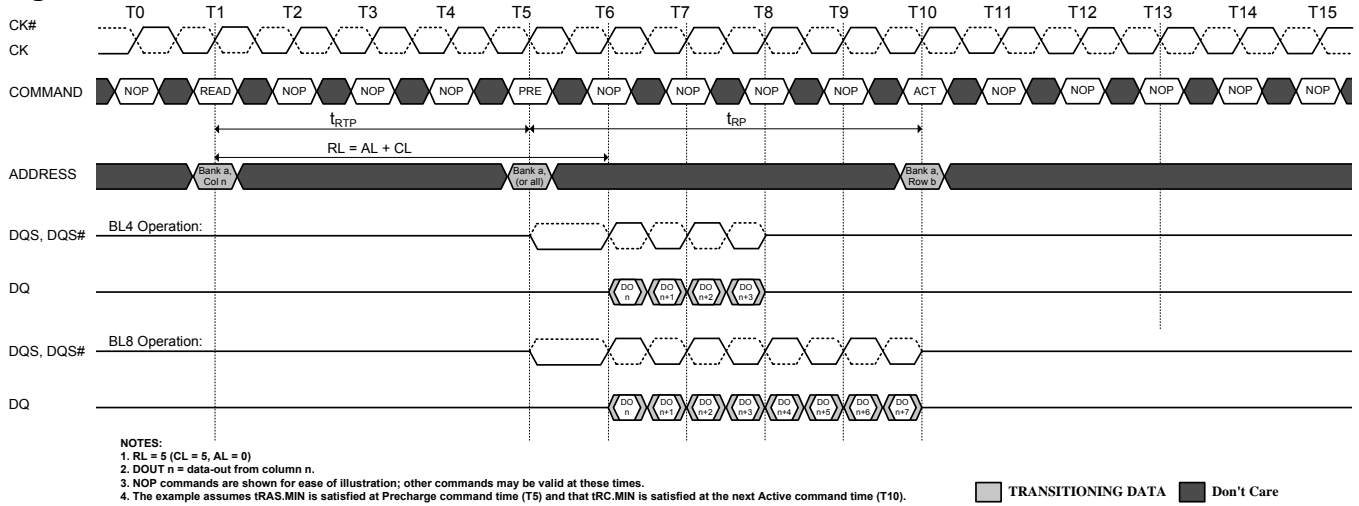 T0 T1 T2 T3 T4 T5 T6 T7 T8 T9 T10 T11 T12 T13 T14 T15
CK#
CK
COMMAND NOP READ NOP NOP NOP PRE NOP NOP NOP NOP ACT NOP NOP NOP NOP NOP
tRTP tRP
RL = AL + CL
ADDRESS
Bank a, Bank a, Bank a,
Col n (or all) Row b
BL4 Operation:
DQS, DQS#
DQ
DO DO DO DO
n n+1 n+2 n+3
BL8 Operation:
DQS, DQS#
DQ
DO DO DO DO DO DO DO DO
n n+1 n+2 n+3 n+4 n+5 n+6 n+7
NOTES:
1. RL = 5 (CL = 5, AL = 0)
2. DOUT n = data-out from column n.
3. NOP commands are shown for ease of illustration; other commands may be valid at these times.
4. The example assumes tRAS.MIN is satisfied at Precharge command time (T5) and that tRC.MIN is satisfied at the next Active command time (T10).
TRANSITIONING DATA Don't Care